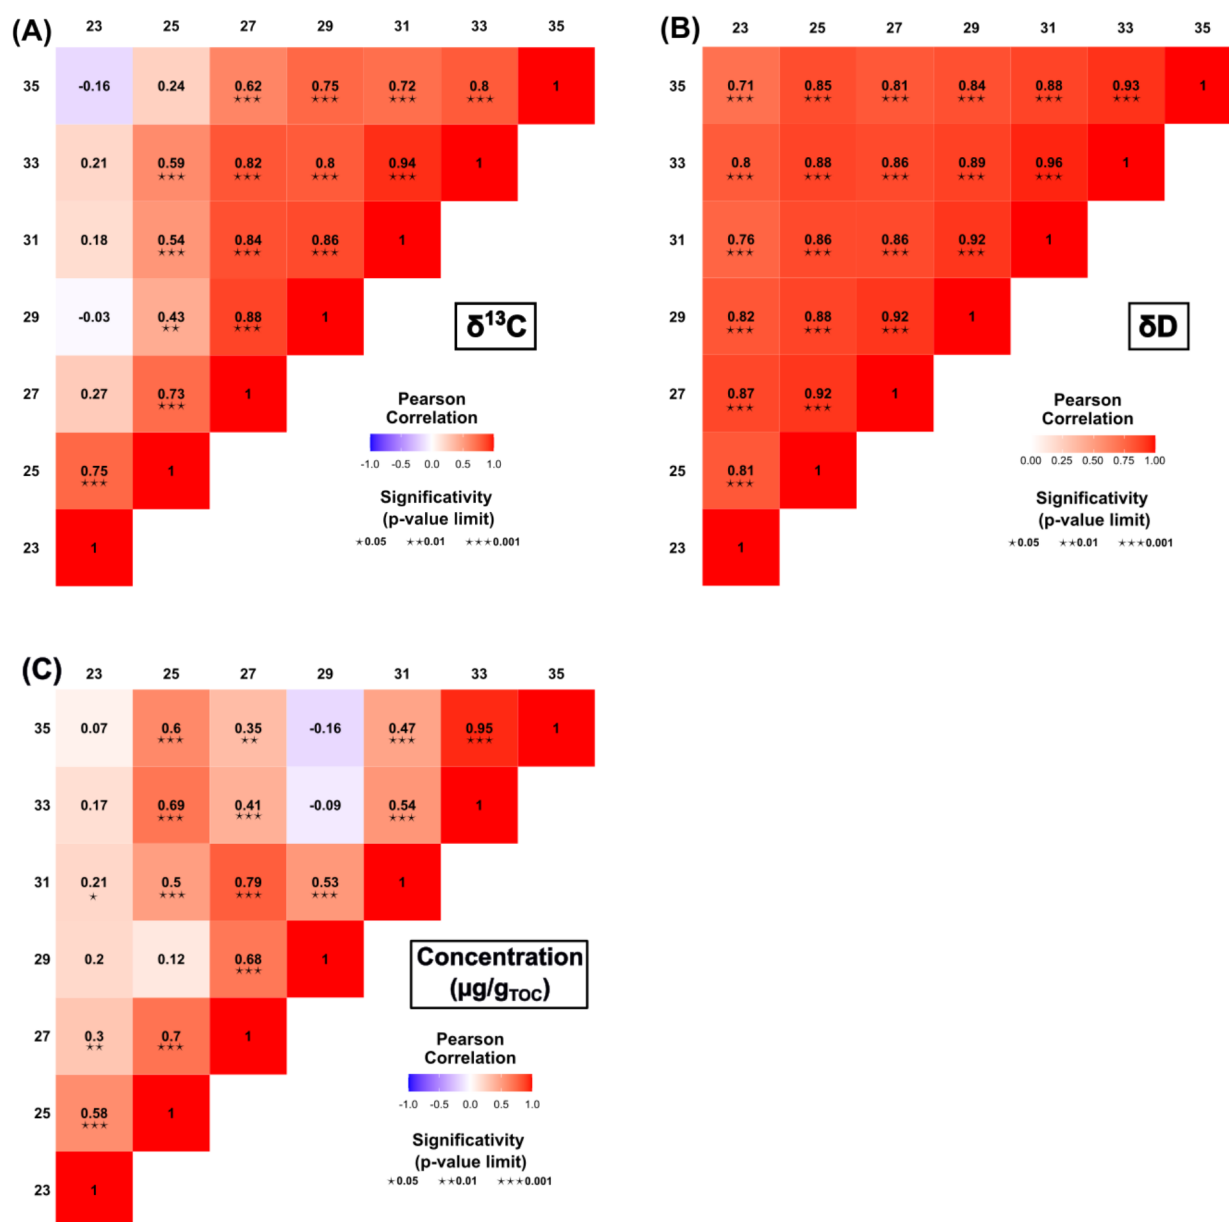 (A)
23 25 27 29 31 33 35
35 -0.16 0.24 0.62 0.75 0.72 0.8 1
*** *** *** ***
33 0.21 0.59 0.82 0.8 0.94 1
*** *** *** ***
31 0.18 0.54 0.84 0.86 1
*** *** ***
29 -0.03 0.43 0.88 1
** ***
27 0.27 0.73 1
***
25 0.75 1
***
23 1
δ¹³C
Pearson
Correlation
-1.0 -0.5 0.0 0.5 1.0
Significativity
(p-value limit)
*0.05 **0.01 ***0.001
(B)
23 25 27 29 31 33 35
35 0.71 0.85 0.81 0.84 0.88 0.93 1
*** *** *** *** *** ***
33 0.8 0.88 0.86 0.89 0.96 1
*** *** *** *** ***
31 0.76 0.86 0.86 0.92 1
*** *** *** ***
29 0.82 0.88 0.92 1
*** *** ***
27 0.87 0.92 1
*** ***
25 0.81 1
***
23 1
δD
Pearson
Correlation
0.00 0.25 0.50 0.75 1.00
Significativity
(p-value limit)
*0.05 **0.01 ***0.001
(C)
23 25 27 29 31 33 35
35 0.07 0.6 0.35 -0.16 0.47 0.95 1
*** ** *** ***
33 0.17 0.69 0.41 -0.09 0.54 1
*** *** ***
31 0.21 0.5 0.79 0.53 1
* *** *** ***
29 0.2 0.12 0.68 1
***
27 0.3 0.7 1
** ***
25 0.58 1
***
23 1
Concentration
(µg/gTOC)
Pearson
Correlation
-1.0 -0.5 0.0 0.5 1.0
Significativity
(p-value limit)
*0.05 **0.01 ***0.001